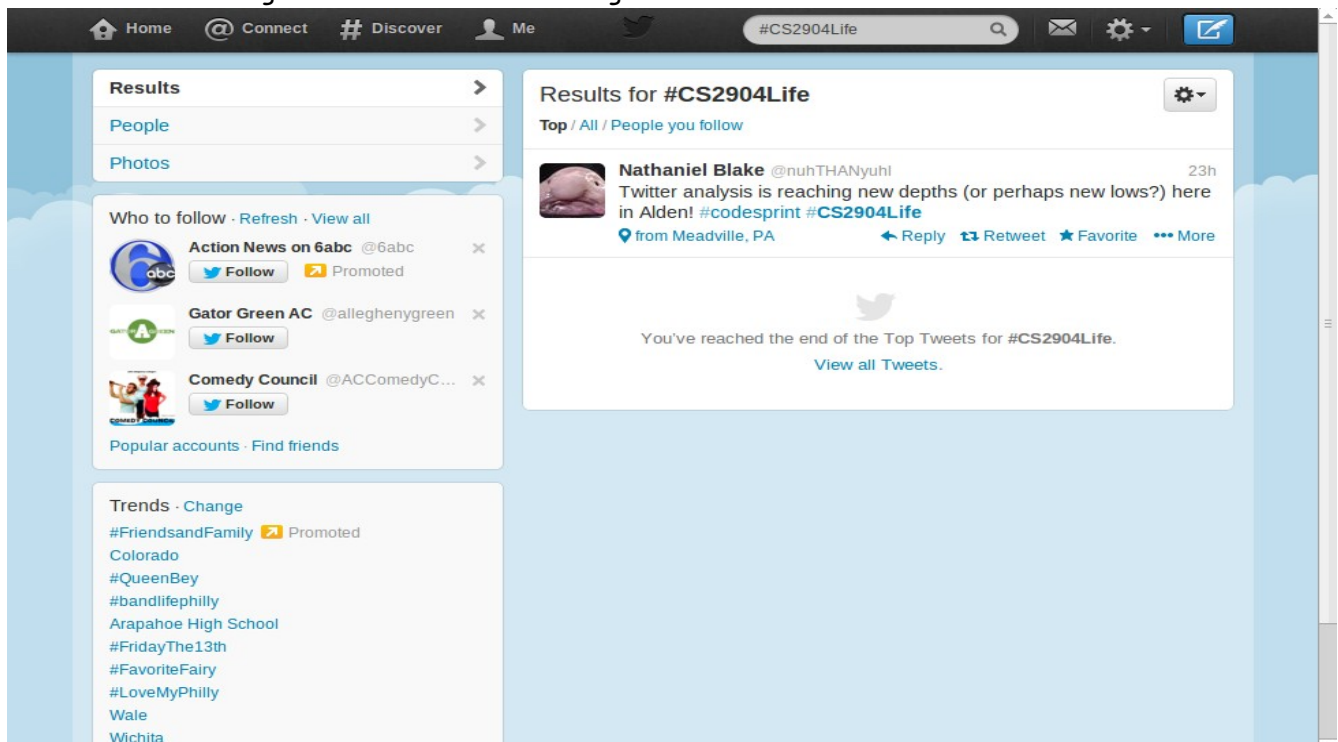 Home Connect # Discover Me #CS2904Life
Results
People
Photos
Who to follow · Refresh · View all
Action News on 6abc @6abc
Follow Promoted
Gator Green AC @alleghenygreen
Follow
Comedy Council @ACComedyC...
Follow
Popular accounts · Find friends
Trends · Change
#FriendsandFamily Promoted
Colorado
#QueenBey
#bandlifephilly
Arapahoe High School
#FridayThe13th
#FavoriteFairy
#LoveMyPhilly
Wale
Wichita
Results for #CS2904Life
Top / All / People you follow
Nathaniel Blake @nuhTHANyuhl 23h
Twitter analysis is reaching new depths (or perhaps new lows?) here
in Alden! #codesprint #CS2904Life
from Meadville, PA Reply Retweet Favorite More
You've reached the end of the Top Tweets for #CS2904Life.
View all Tweets.